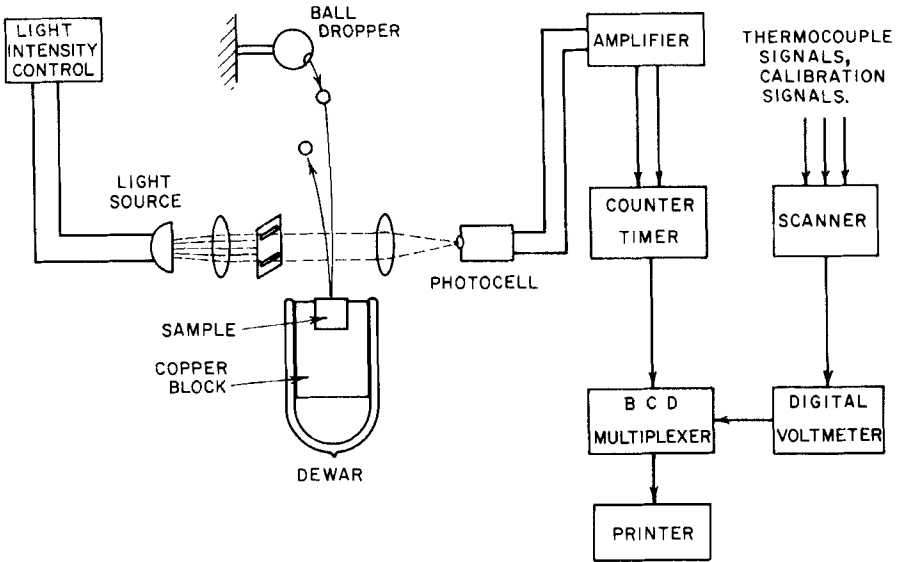 LIGHT
INTENSITY
CONTROL
BALL
DROPPER
AMPLIFIER
THERMOCOUPLE
SIGNALS,
CALIBRATION
SIGNALS.
LIGHT
SOURCE
COUNTER
TIMER
SCANNER
PHOTOCELL
SAMPLE
COPPER
BLOCK
DEWAR
B C D
MULTIPLEXER
DIGITAL
VOLTMETER
PRINTER